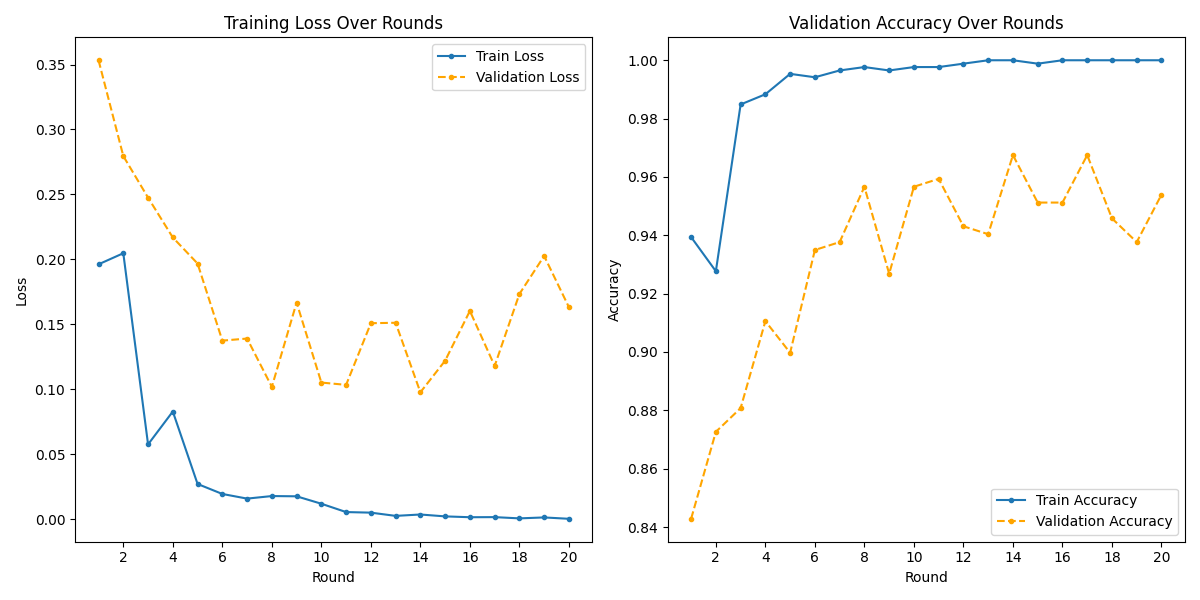 Training Loss Over Rounds
Train Loss
Validation Loss
0.35
0.30
0.25
0.20
0.15
0.10
0.05
0.00
Loss
2 4 6 8 10 12 14 16 18 20
Round
Validation Accuracy Over Rounds
1.00
0.98
0.96
0.94
0.92
0.90
0.88
0.86
0.84
Accuracy
Train Accuracy
Validation Accuracy
2 4 6 8 10 12 14 16 18 20
Round